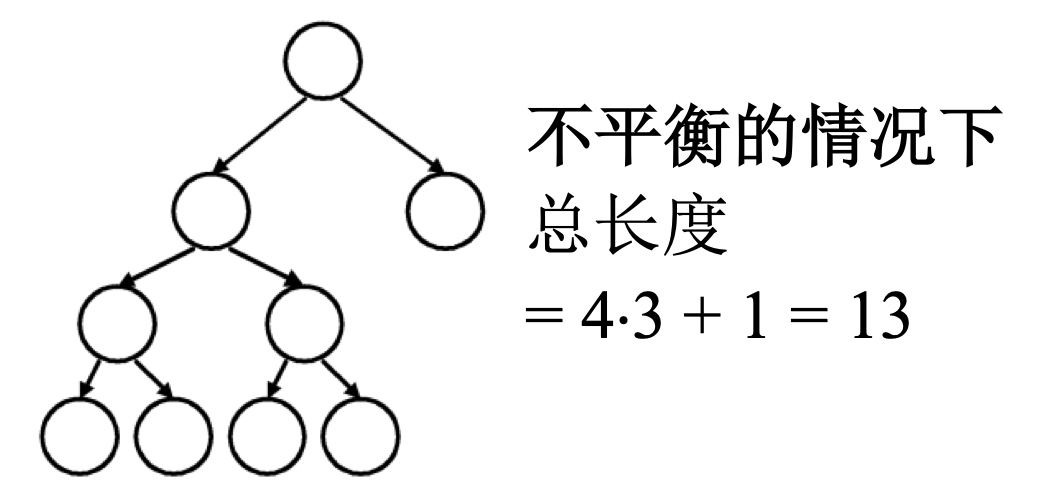 不平衡的情况下
总长度
= 4·3 + 1 = 13